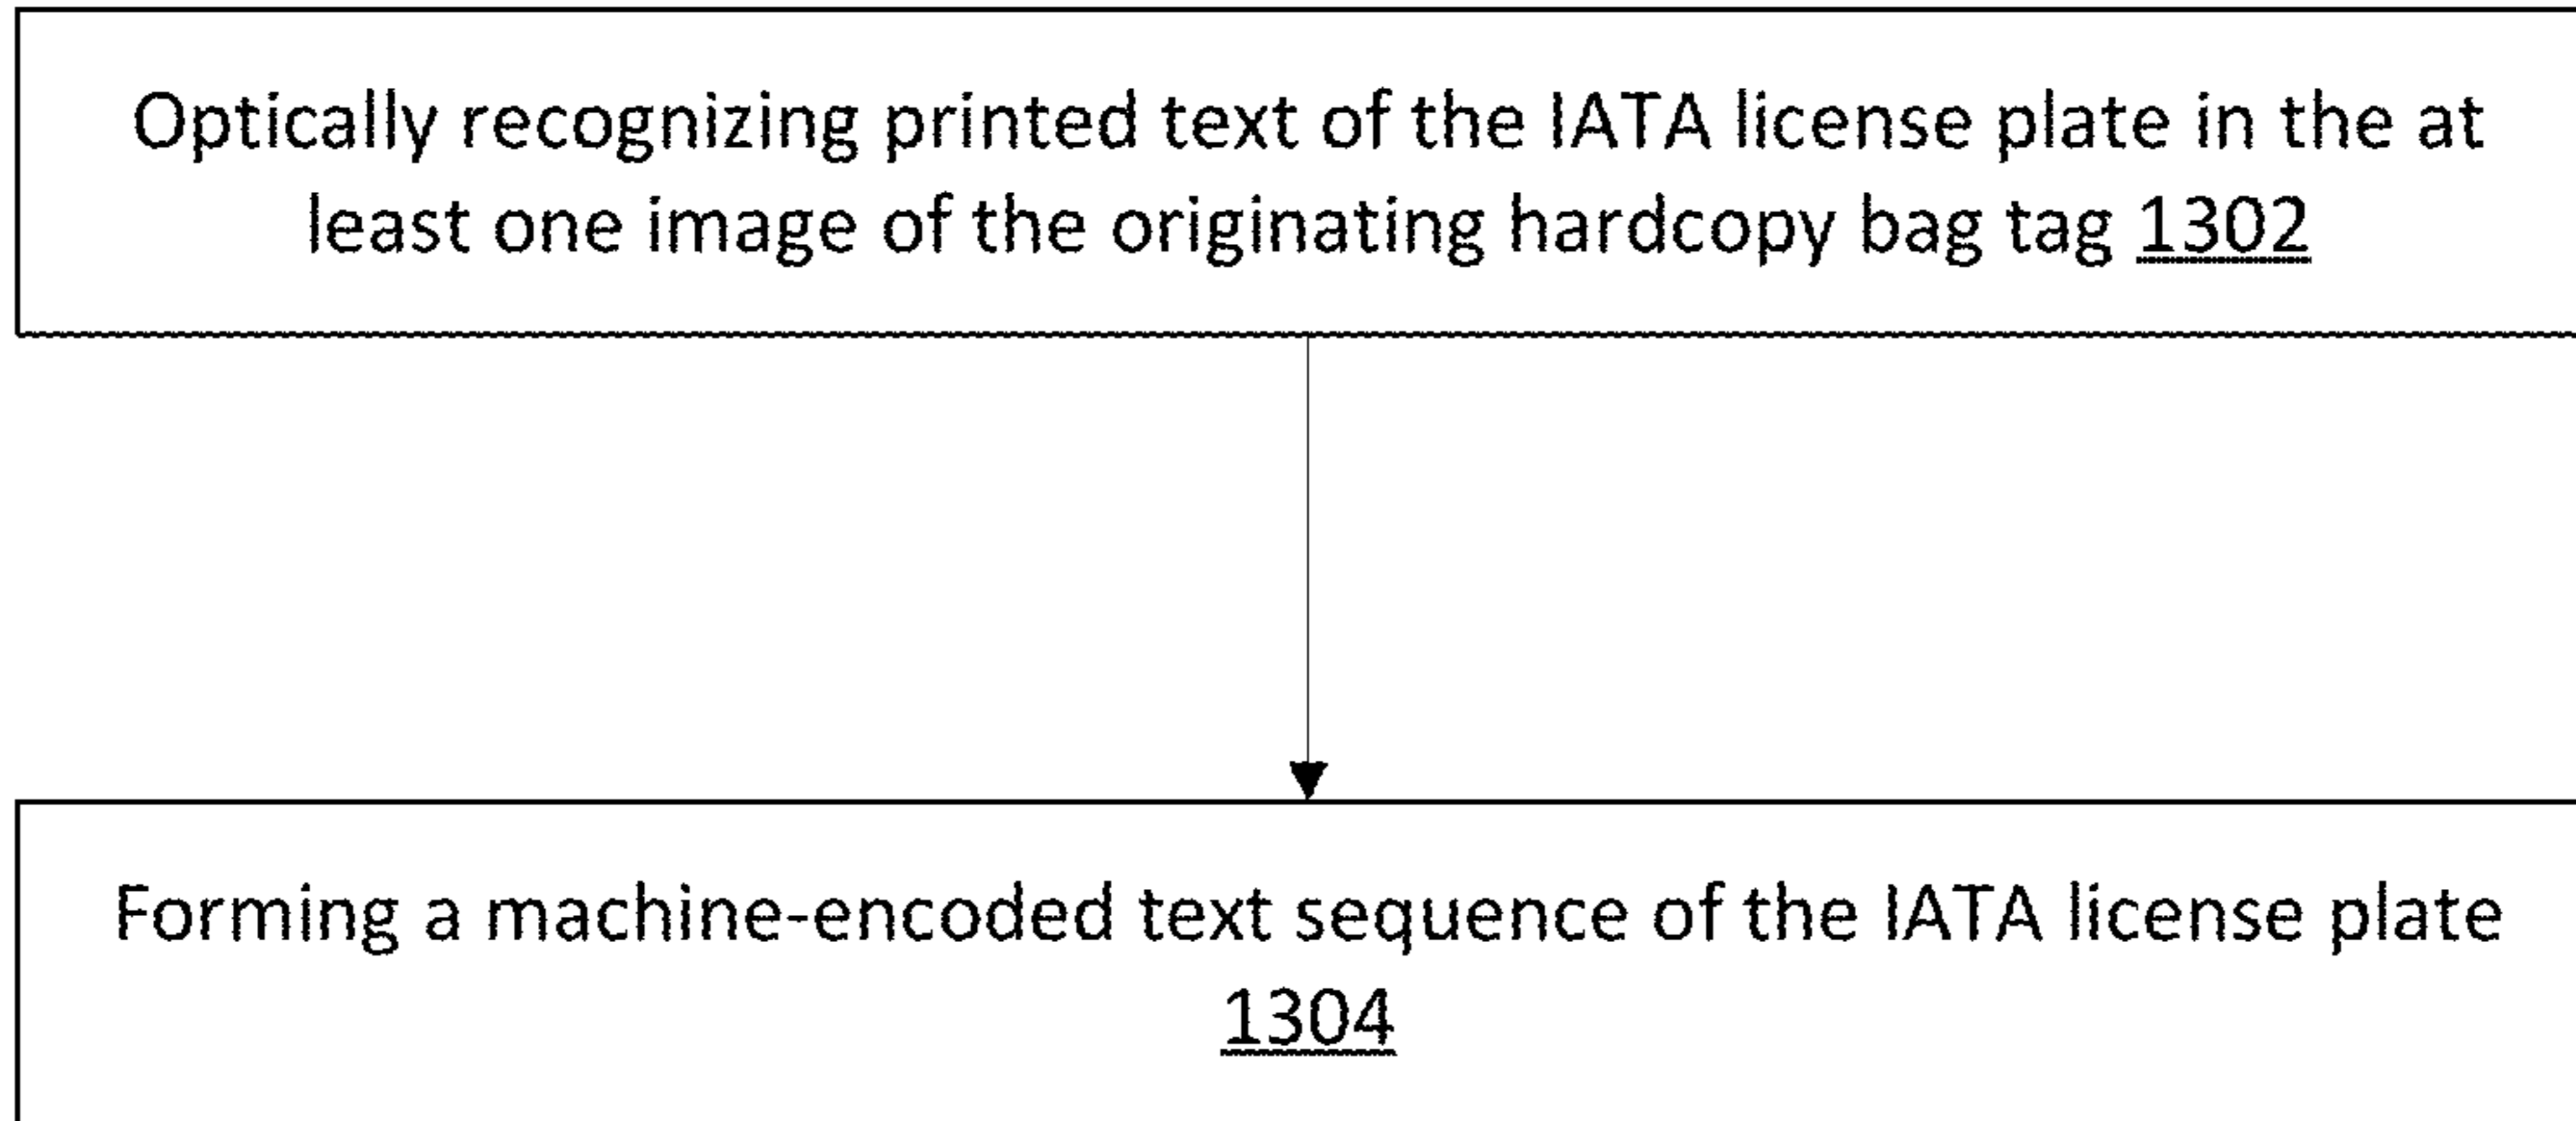 Optically recognizing printed text of the IATA license plate in the at
least one image of the originating hardcopy bag tag 1302
Forming a machine-encoded text sequence of the IATA license plate
1304